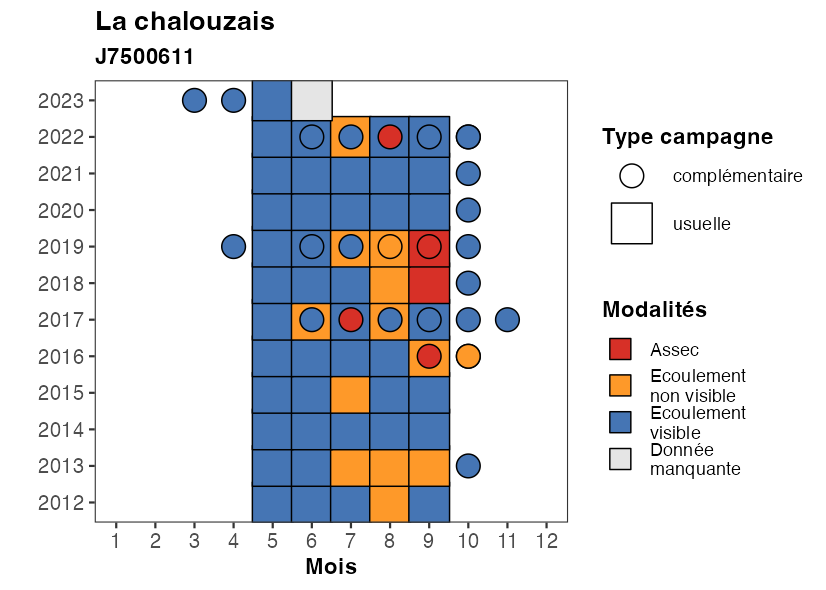 La chalouzais
J7500611
2023
2022
2021
2020
2019
2018
2017
2016
2015
2014
2013
2012
1 2 3 4 5 6 7 8 9 10 11 12
Mois
Type campagne
complémentaire
usuelle
Modalités
Assec
Ecoulement
non visible
Ecoulement
visible
Donnée
manquante